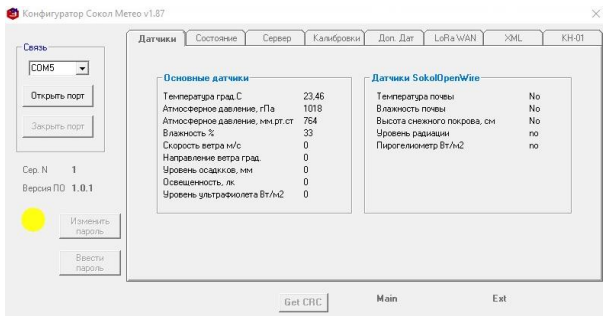 Конфигуратор Сокол Метео v1.87
Связь
COM5
Открыть порт
Закрыть порт
Сер. N 1
Версия ПО 1.0.1
Изменить пароль
Ввести пароль
Датчики Состояние Сервер Калибровки Доп. Дат LoRa WAN XML КН-01
Основные датчики
Температура град.С 23,46
Атмосферное давление, гПа 1018
Атмосферное давление, мм.рт.ст 764
Влажность % 33
Скорость ветра м/с 0
Направление ветра град. 0
Уровень осадкков, мм 0
Освещенность, лк 0
Уровень ультрафиолета Вт/м2 0
Датчики SokolOpenWire
Температура почвы No
Влажность почвы No
Высота снежного покрова, см No
Уровень радиации no
Пирогелиометр Вт/м2 no
Get CRC Main Ext